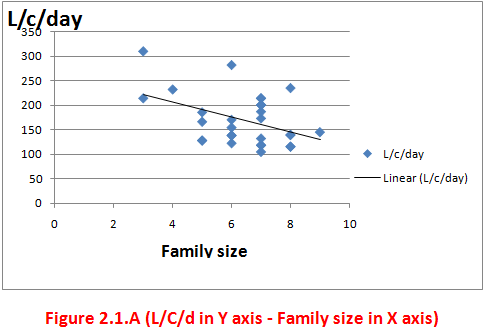 L/c/day
350
300
250
200
150
100
50
0
0 2 4 6 8 10
Family size
L/c/day
Linear (L/c/day)
Figure 2.1.A (L/C/d in Y axis - Family size in X axis)